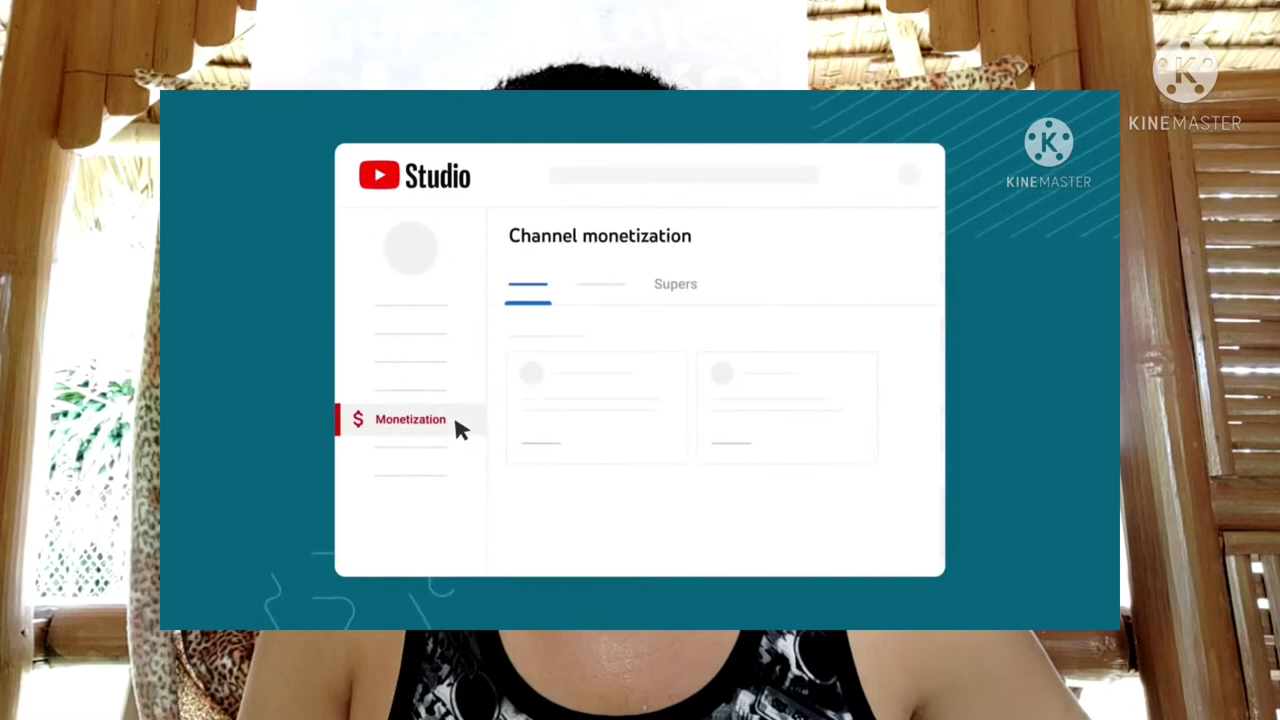 KINEMASTER
KINEMASTER
Studio
Channel monetization
Supers
$ Monetization